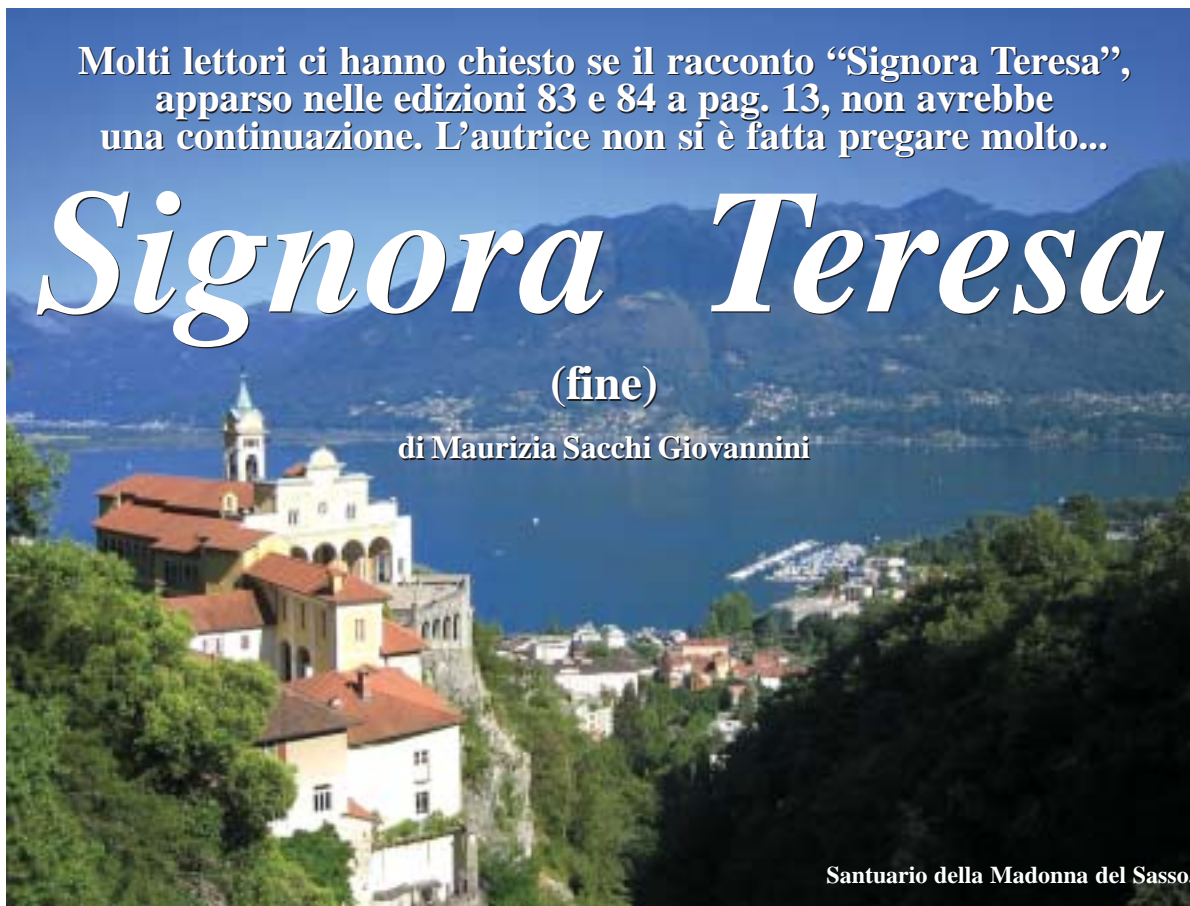 Molti lettori ci hanno chiesto se il racconto “Signora Teresa”,
apparso nelle edizioni 83 e 84 a pag. 13, non avrebbe
una continuazione. L’autrice non si è fatta pregare molto...
Signora Teresa
(fine)
di Maurizia Sacchi Giovannini
Santuario della Madonna del Sasso.